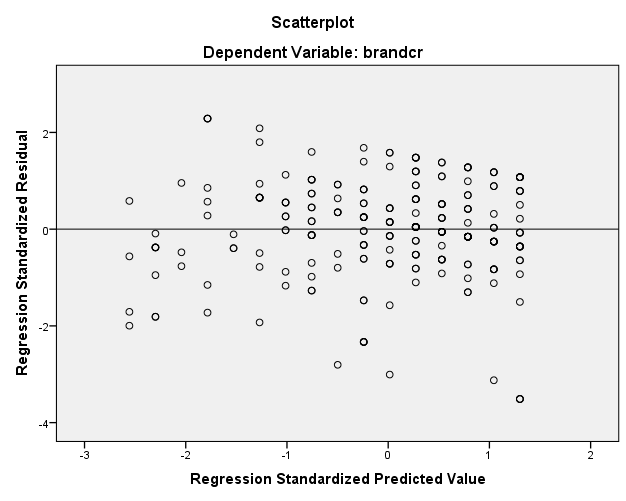 Scatterplot
Dependent Variable: brandcr
Regression Standardized Residual
2
0
-2
-4
-3 -2 -1 0 1 2
Regression Standardized Predicted Value